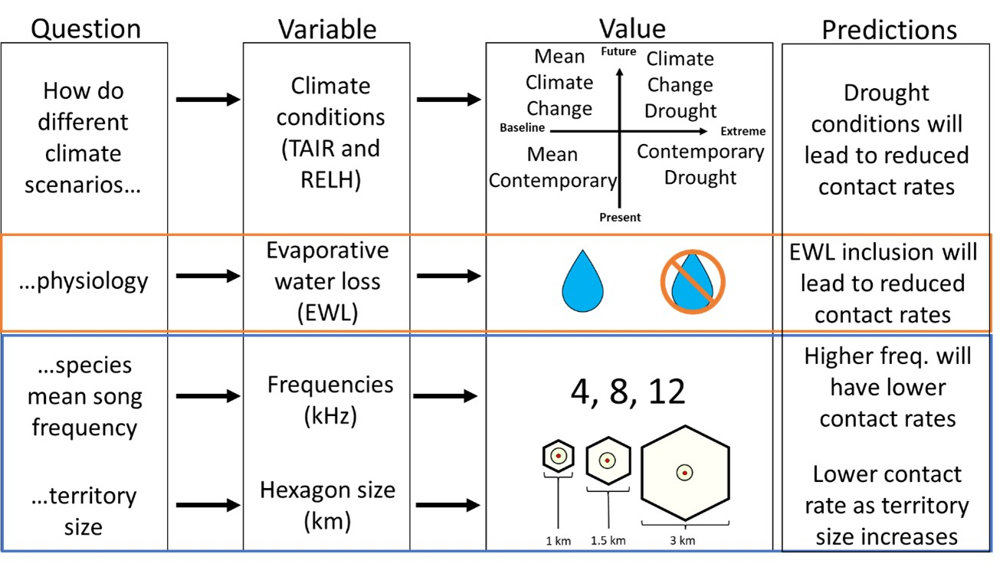 Question
Variable
Value
Predictions
How do
different
climate
scenarios...
Climate
conditions
(TAIR and
RELH)
Future
Mean
Climate
Change
Climate
Change
Drought
Baseline
Extreme
Mean
Contemporary
Contemporary
Drought
Present
Drought
conditions will
lead to reduced
contact rates
...physiology
Evaporative
water loss
(EWL)
EWL inclusion will
lead to reduced
contact rates
...species
mean song
frequency
Frequencies
(kHz)
4, 8, 12
Higher freq. will
have lower
contact rates
...territory
size
Hexagon size
(km)
1 km
1.5 km
3 km
Lower contact
rate as territory
size increases